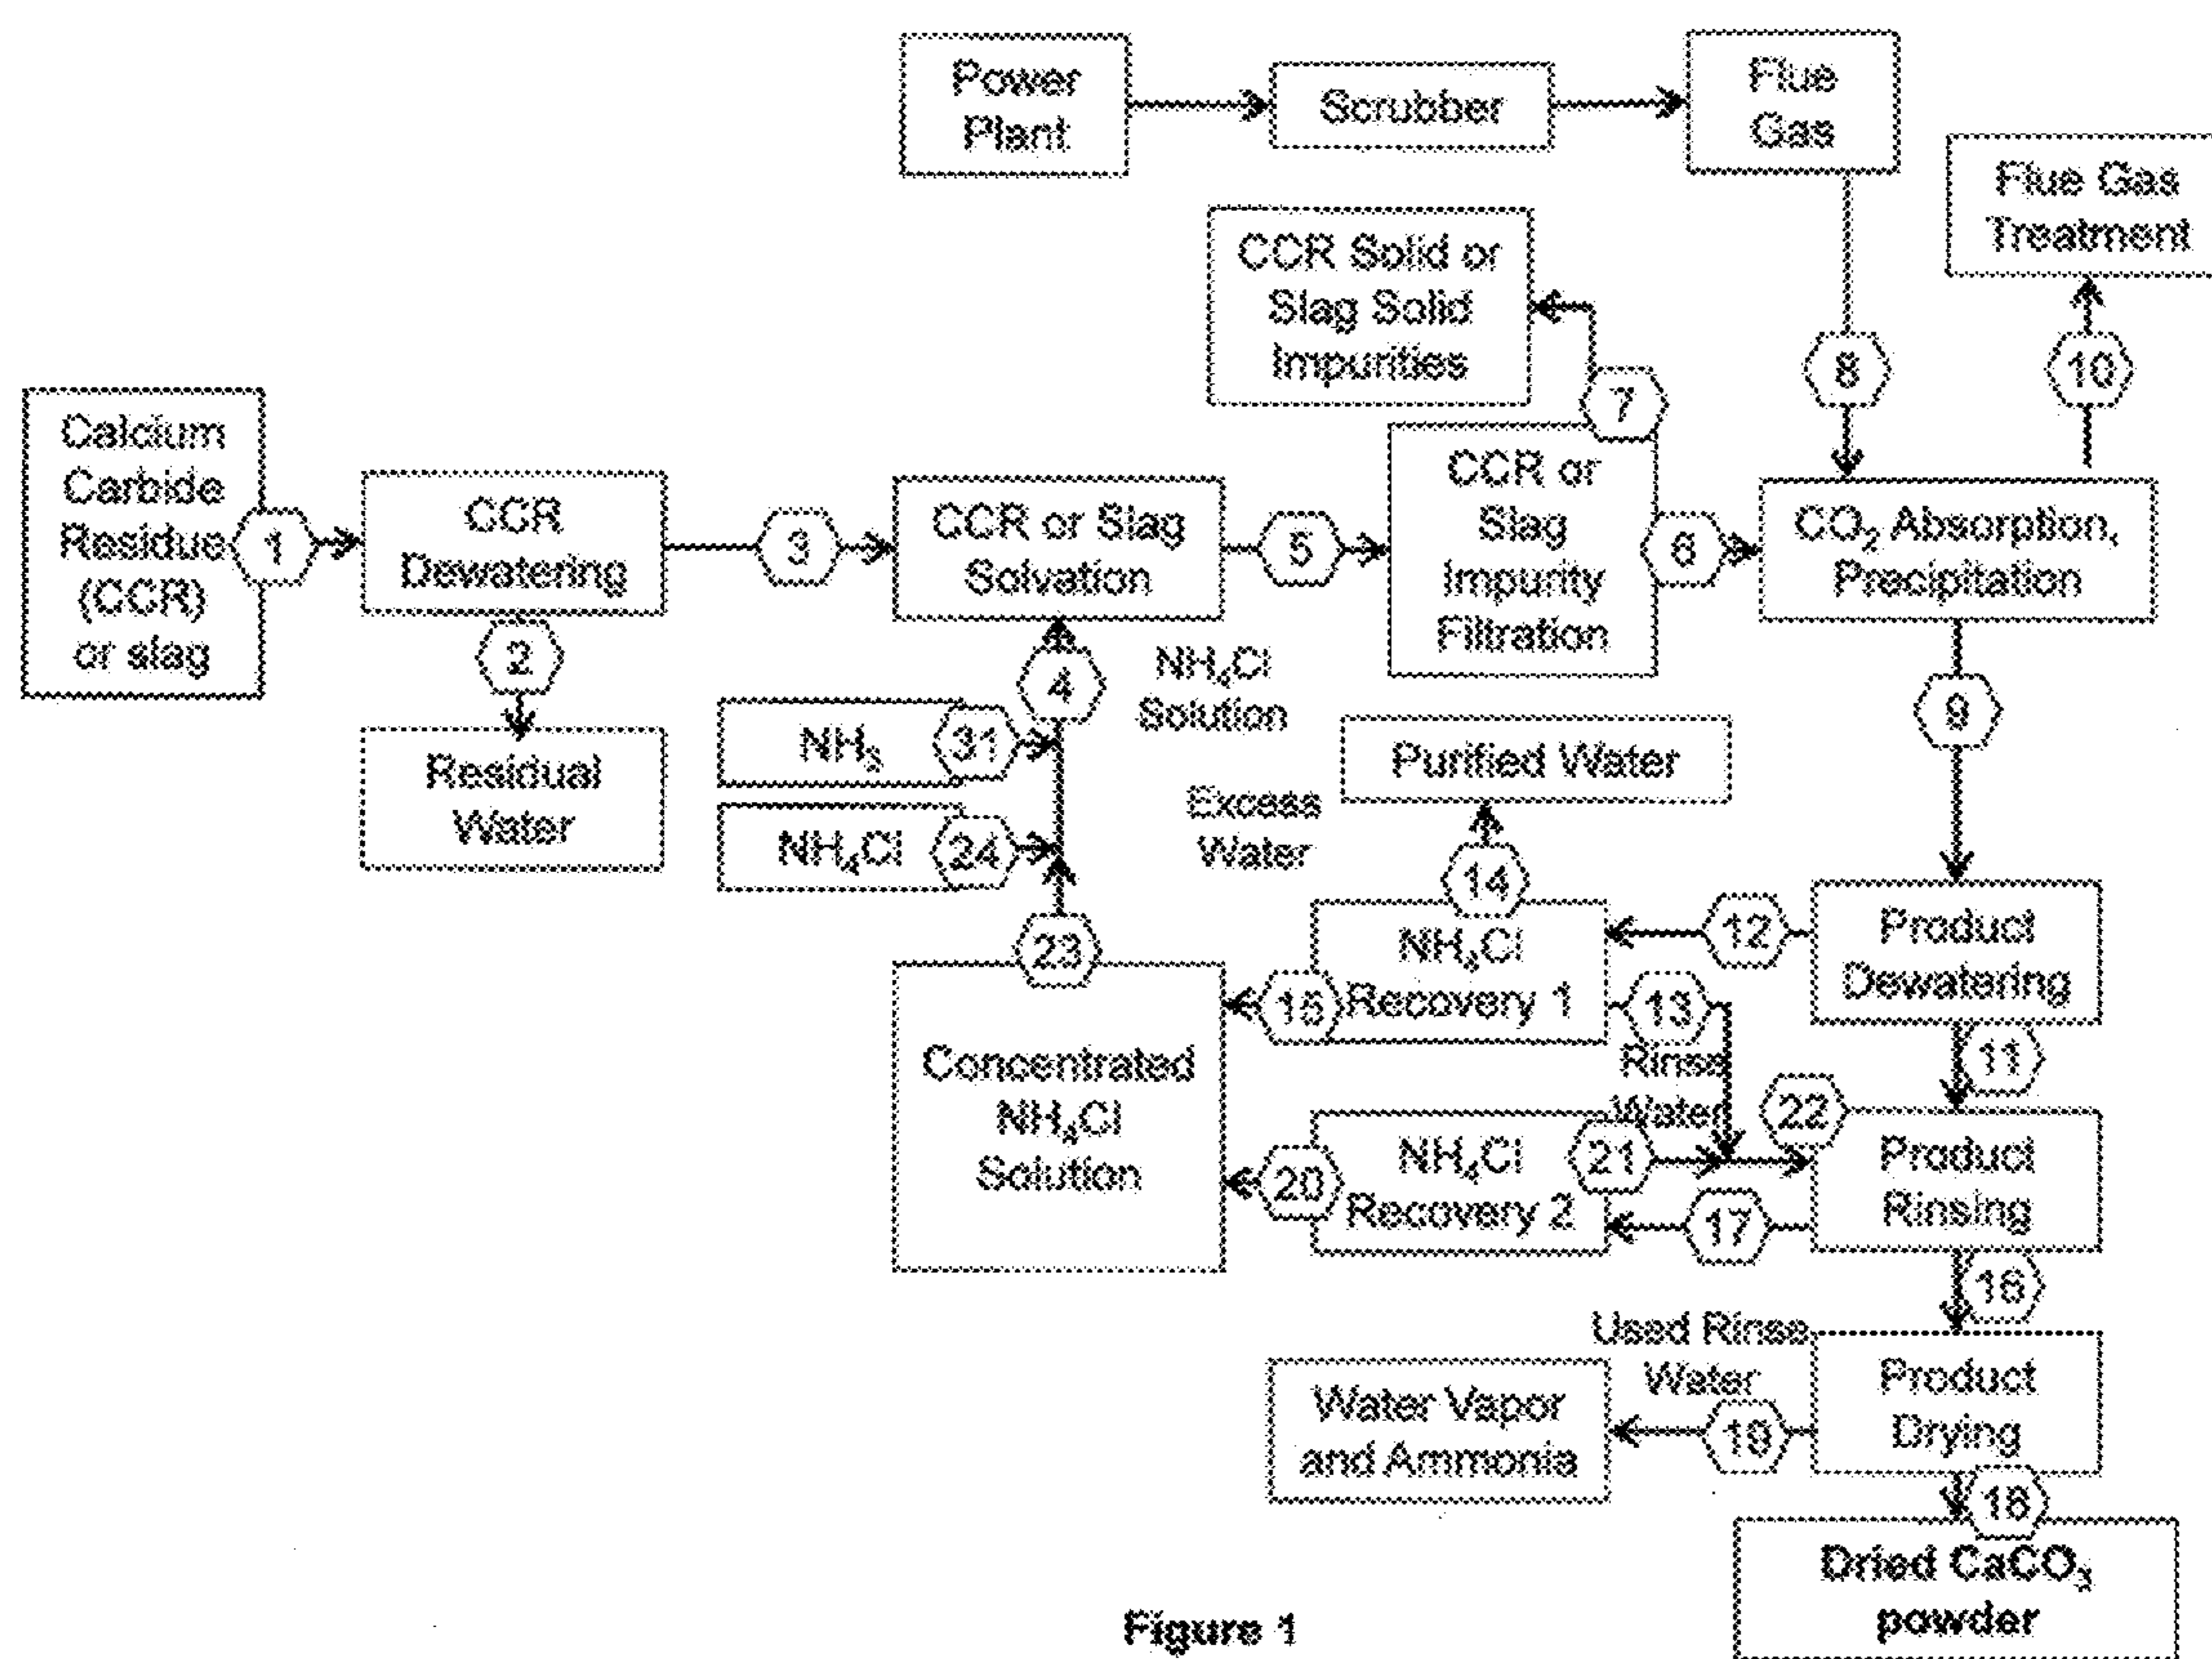 Power
Plant
Scrubber
Flue
Gas
Flue Gas
Treatment
CCR Solid or
Slag Solid
Impurities
7
8
10
Calcium
Carbide
Residue
(CCR)
or slag
1
CCR
Dewatering
2
Residual
Water
3
CCR or Slag
Solvation
5
CCR or
Slag
Impurity
Filtration
6
CO₂ Absorption,
Precipitation
4
NH₄Cl
Solution
NH₃
31
NH₄Cl
24
23
Excess
Water
Purified Water
14
9
Product
Dewatering
12
NH₄Cl
Recovery 1
15
13
Rinse
Water
11
Concentrated
NH₄Cl
Solution
20
NH₄Cl
Recovery 2
21
22
17
Product
Rinsing
16
Used Rinse
Water
Water Vapor
and Ammonia
19
Product
Drying
18
Dried CaCO₃
powder
Figure 1